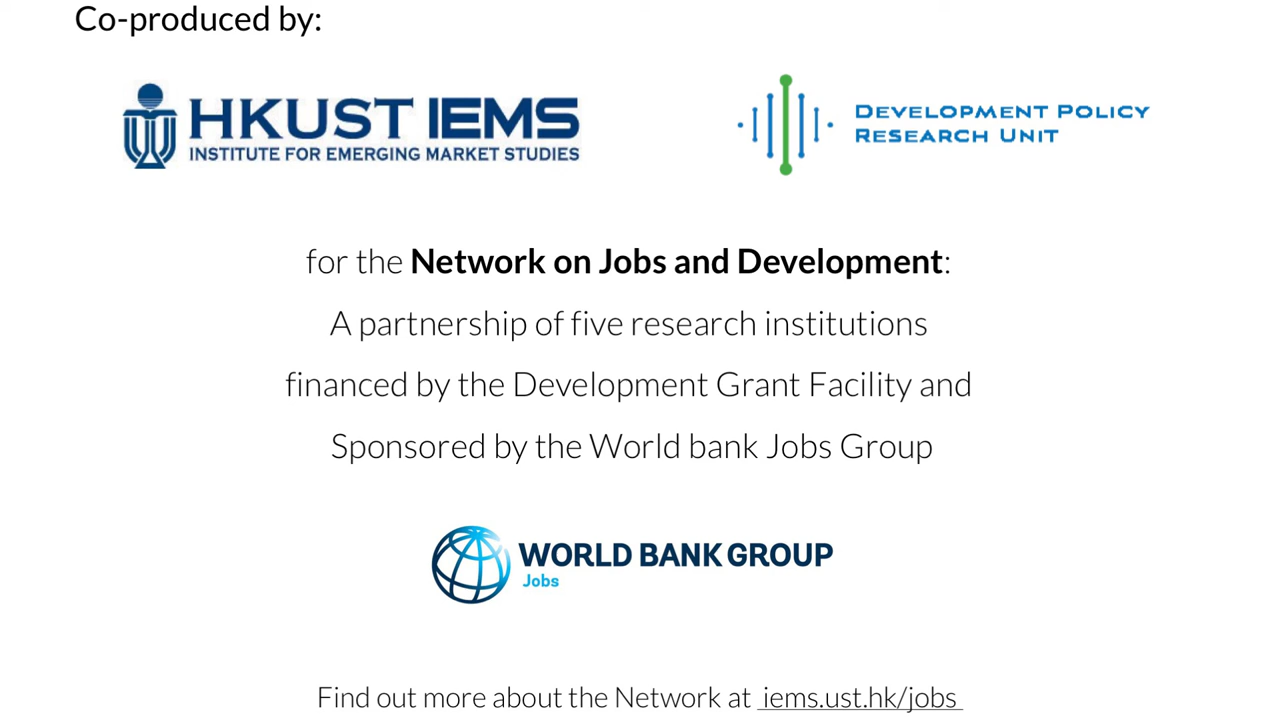 Co-produced by:
HKUST IEMS
INSTITUTE FOR EMERGING MARKET STUDIES
DEVELOPMENT POLICY
RESEARCH UNIT
for the Network on Jobs and Development:
A partnership of five research institutions
financed by the Development Grant Facility and
Sponsored by the World bank Jobs Group
WORLD BANK GROUP
Jobs
Find out more about the Network at iems.ust.hk/jobs